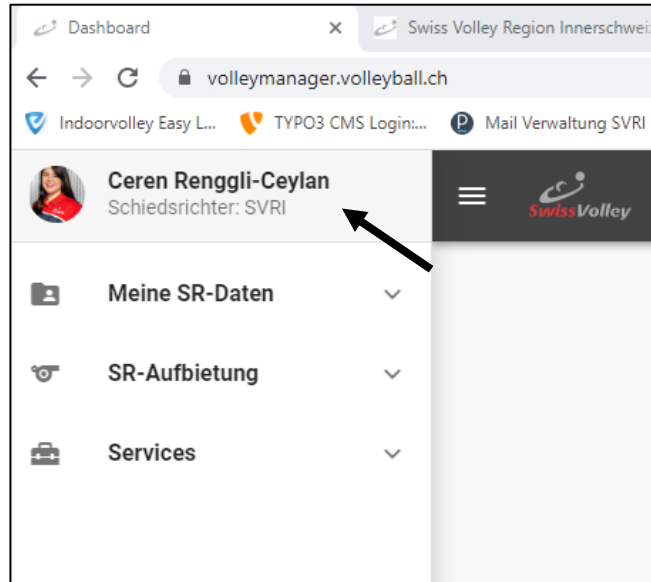 Dashboard
Swiss Volley Region Innerschwei
volleymanager.volleyball.ch
Indoorvolley Easy L...
TYPO3 CMS Login:...
P
Mail Verwaltung SVRI
Ceren Renggli-Ceylan
Schiedsrichter: SVRI
SwissVolley
Meine SR-Daten
SR-Aufbietung
Services